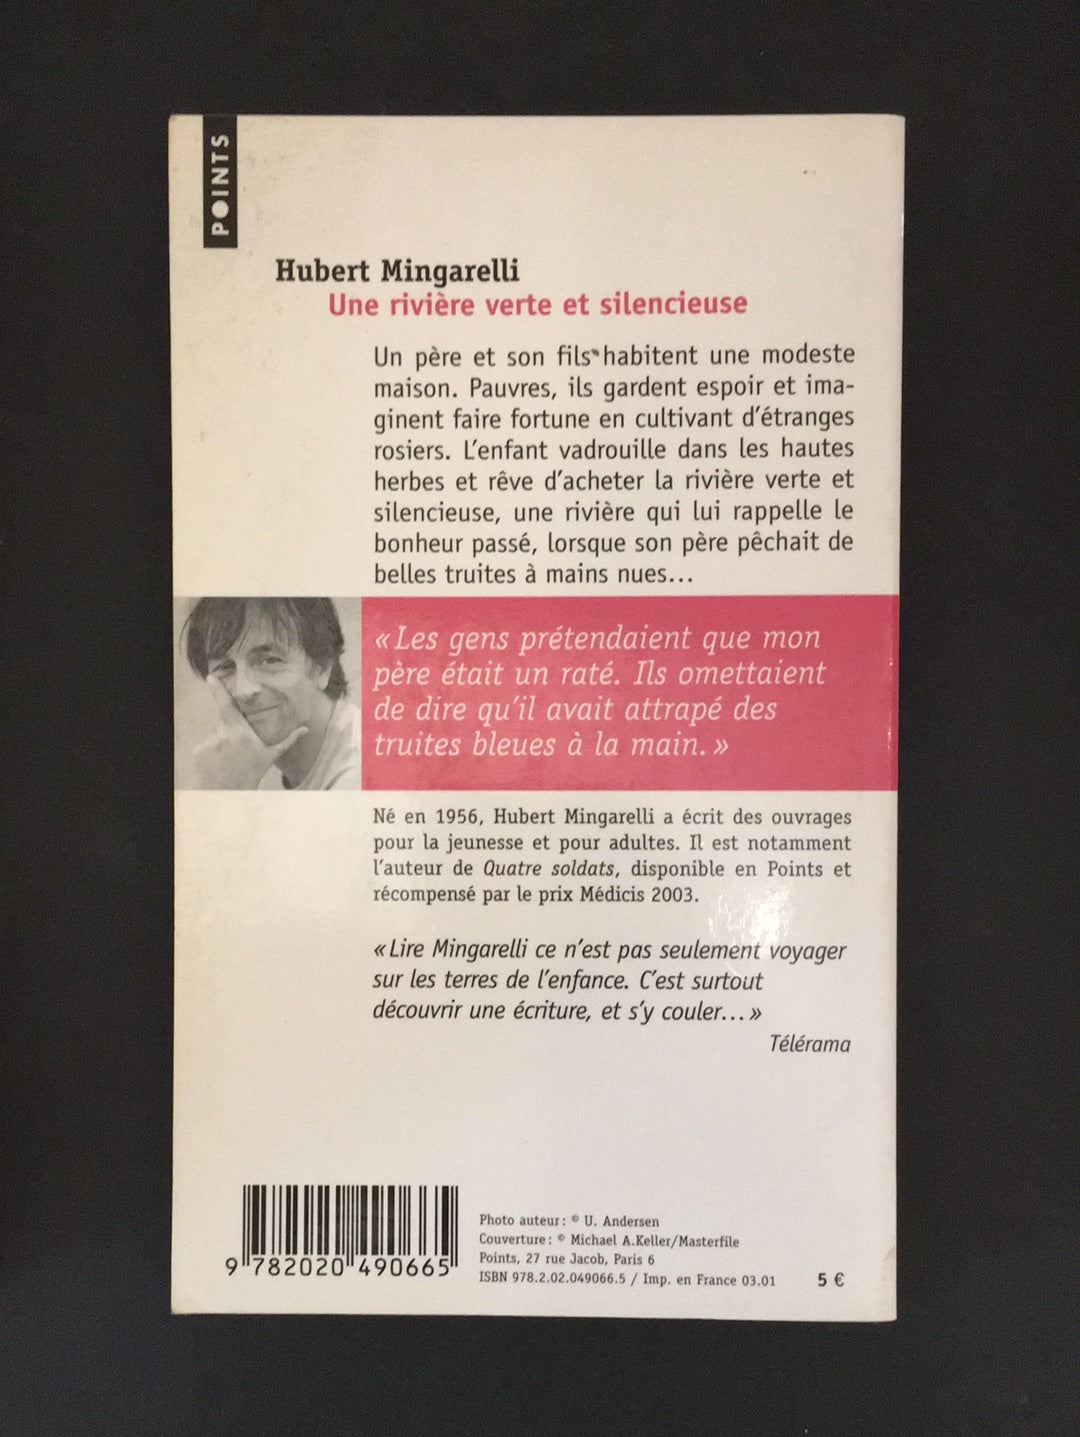 POINTS
Hubert Mingarelli
Une rivière verte et silencieuse
Un père et son fils habitent une modeste
maison. Pauvres, ils gardent espoir et ima-
ginent faire fortune en cultivant d'étranges
rosiers. L'enfant vadrouille dans les hautes
herbes et rêve d'acheter la rivière verte et
silencieuse, une rivière qui lui rappelle le
bonheur passé, lorsque son père pêchait de
belles truites à mains nues...
« Les gens prétendaient que mon
père était un raté. Ils omettaient
de dire qu'il avait attrapé des
truites bleues à la main. »
Né en 1956, Hubert Mingarelli a écrit des ouvrages
pour la jeunesse et pour adultes. Il est notamment
l'auteur de Quatre soldats, disponible en Points et
récompensé par le prix Médicis 2003.
« Lire Mingarelli ce n'est pas seulement voyager
sur les terres de l'enfance. C'est surtout
découvrir une écriture, et s'y couler... »
Télérama
9 782020 490665
Photo auteur : © U. Andersen
Couverture : © Michael A.Keller/Masterfile
Points, 27 rue Jacob, Paris 6
ISBN 978.2.02.049066.5 / Imp. en France 03.01
5 €